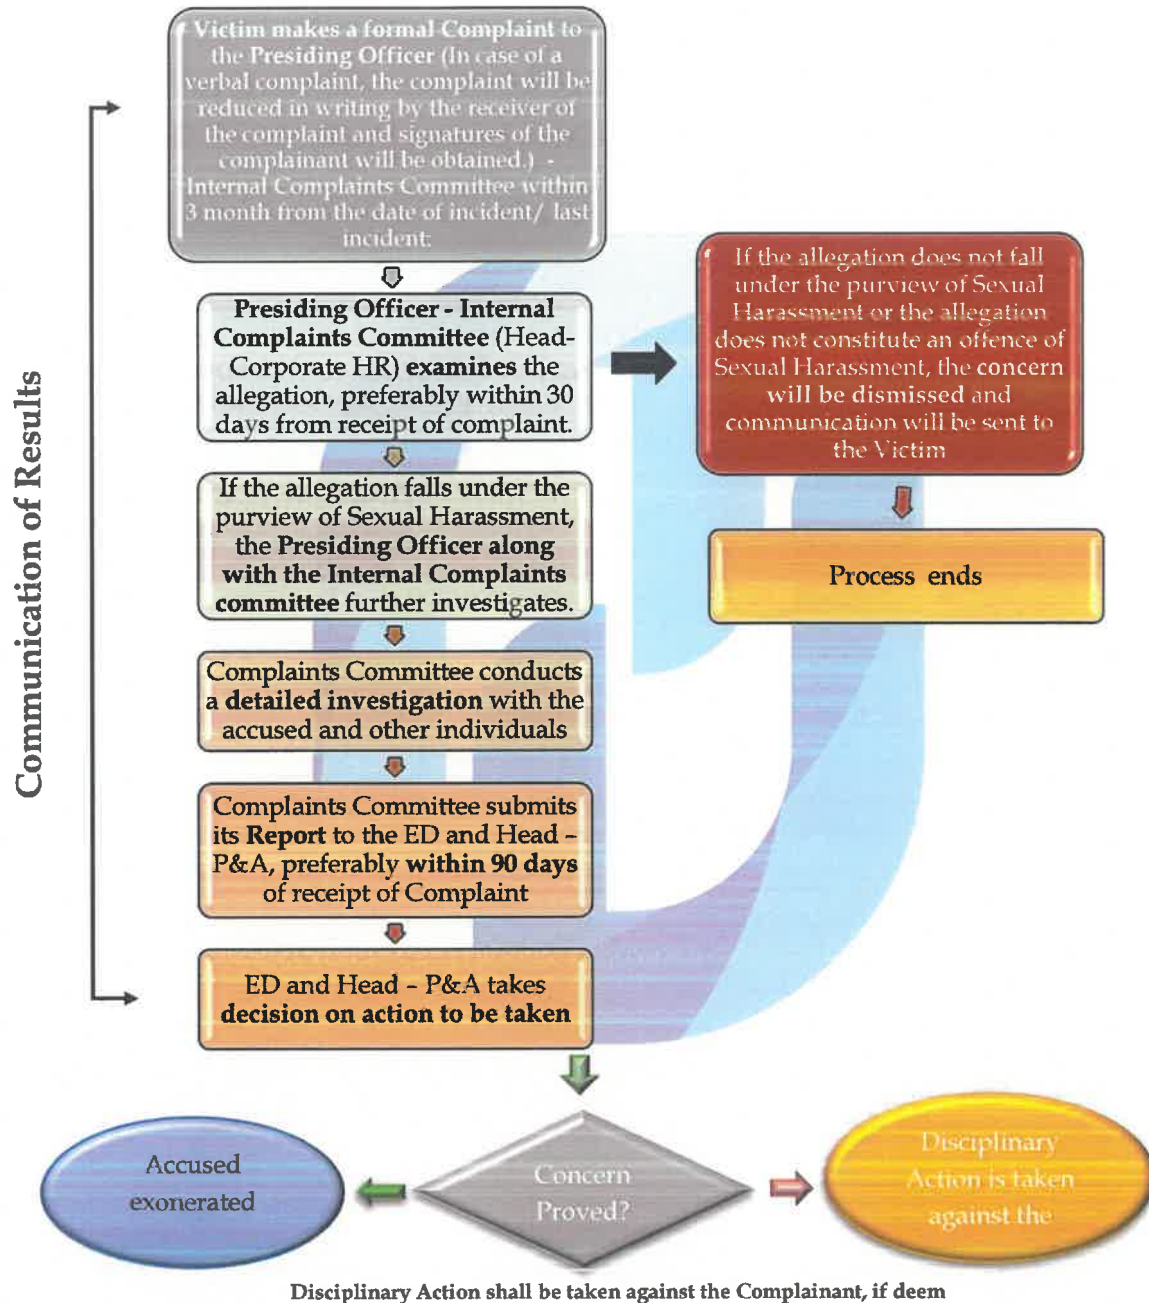 Victim makes a formal Complaint to
the Presiding Officer (In case of a
verbal complaint, the complaint will be
reduced in writing by the receiver of
the complaint and signatures of the
complainant will be obtained.) -
Internal Complaints Committee within
3 month from the date of incident/ last
incident:
Presiding Officer - Internal
Complaints Committee (Head-
Corporate HR) examines the
allegation, preferably within 30
days from receipt of complaint.
If the allegation does not fall
under the purview of Sexual
Harassment or the allegation
does not constitute an offence of
Sexual Harassment, the concern
will be dismissed and
communication will be sent to
the Victim
Process ends
If the allegation falls under the
purview of Sexual Harassment,
the Presiding Officer along
with the Internal Complaints
committee further investigates.
Complaints Committee conducts
a detailed investigation with the
accused and other individuals
Complaints Committee submits
its Report to the ED and Head –
P&A, preferably within 90 days
of receipt of Complaint
ED and Head – P&A takes
decision on action to be taken
Communication of Results
Accused
exonerated
Concern
Proved?
Disciplinary
Action is taken
against the
Disciplinary Action shall be taken against the Complainant, if deem